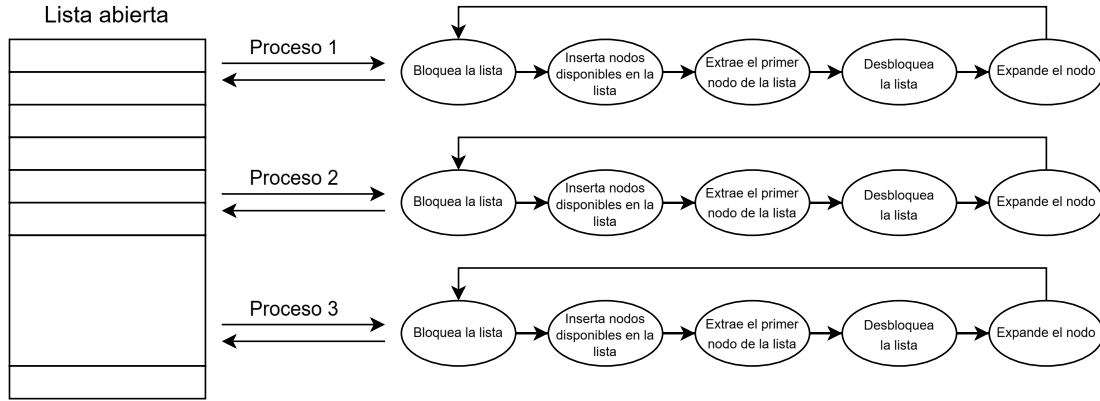 Lista abierta
Proceso 1
Bloquea la lista
Inserta nodos
disponibles en la
lista
Extrae el primer
nodo de la lista
Desbloquea
la lista
Expande el nodo
Proceso 2
Bloquea la lista
Inserta nodos
disponibles en la
lista
Extrae el primer
nodo de la lista
Desbloquea
la lista
Expande el nodo
Proceso 3
Bloquea la lista
Inserta nodos
disponibles en la
lista
Extrae el primer
nodo de la lista
Desbloquea
la lista
Expande el nodo